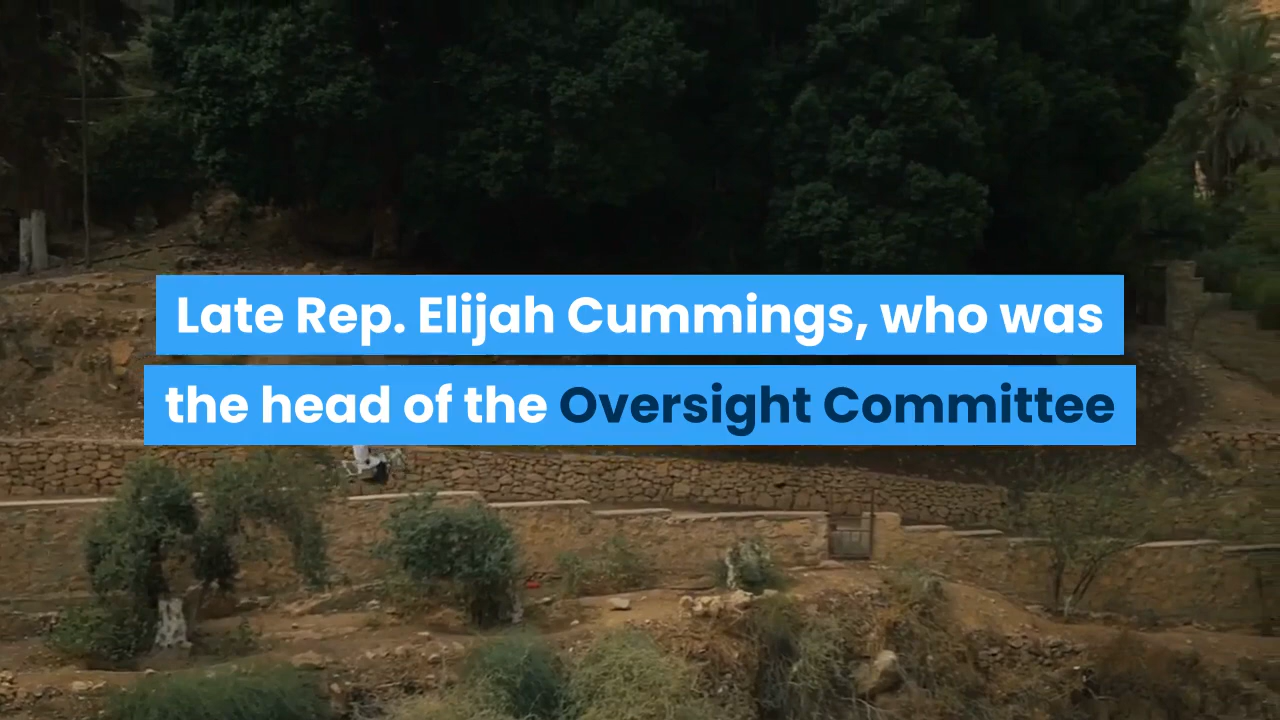 Late Rep. Elijah Cummings, who was
the head of the Oversight Committee